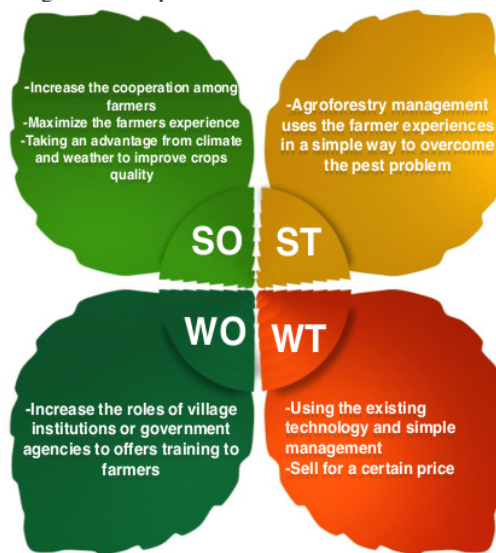 -Increase the cooperation among
farmers
-Maximize the farmers experience
-Taking an advantage from climate
and weather to improve crops
quality
-Agroforestry management
uses the farmer experiences
in a simple way to overcome
the pest problem
SO
ST
WO
WT
-Increase the roles of village
institutions or government
agencies to offers training to
farmers
-Using the existing
technology and simple
management
-Sell for a certain price